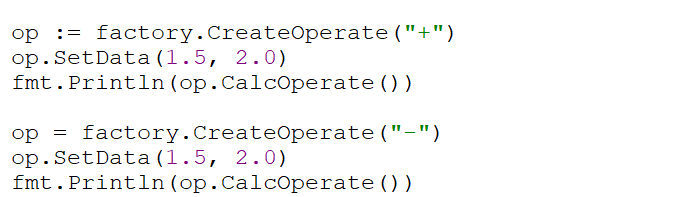 op := factory.CreateOperate("+")
op.SetData(1.5, 2.0)
fmt.Println(op.CalcOperate())

op = factory.CreateOperate("-")
op.SetData(1.5, 2.0)
fmt.Println(op.CalcOperate())